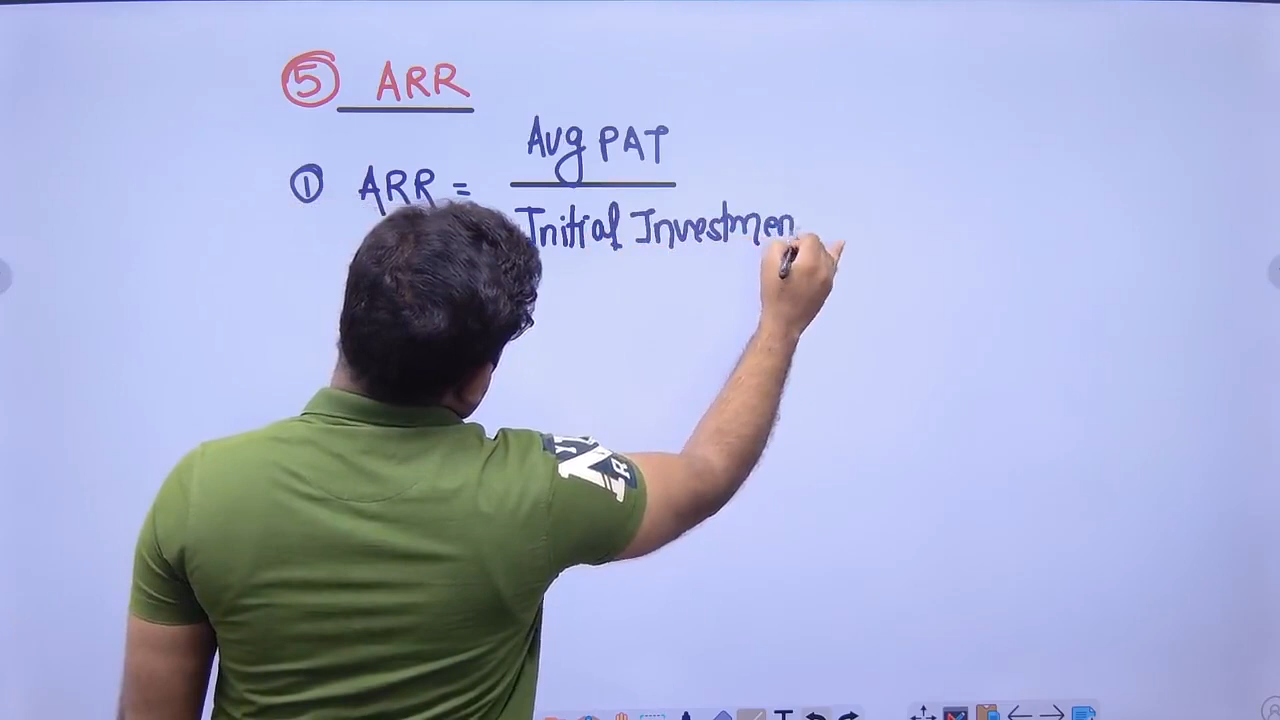 ⑤ ARR
① ARR = Avg PAT
Initial Investmen